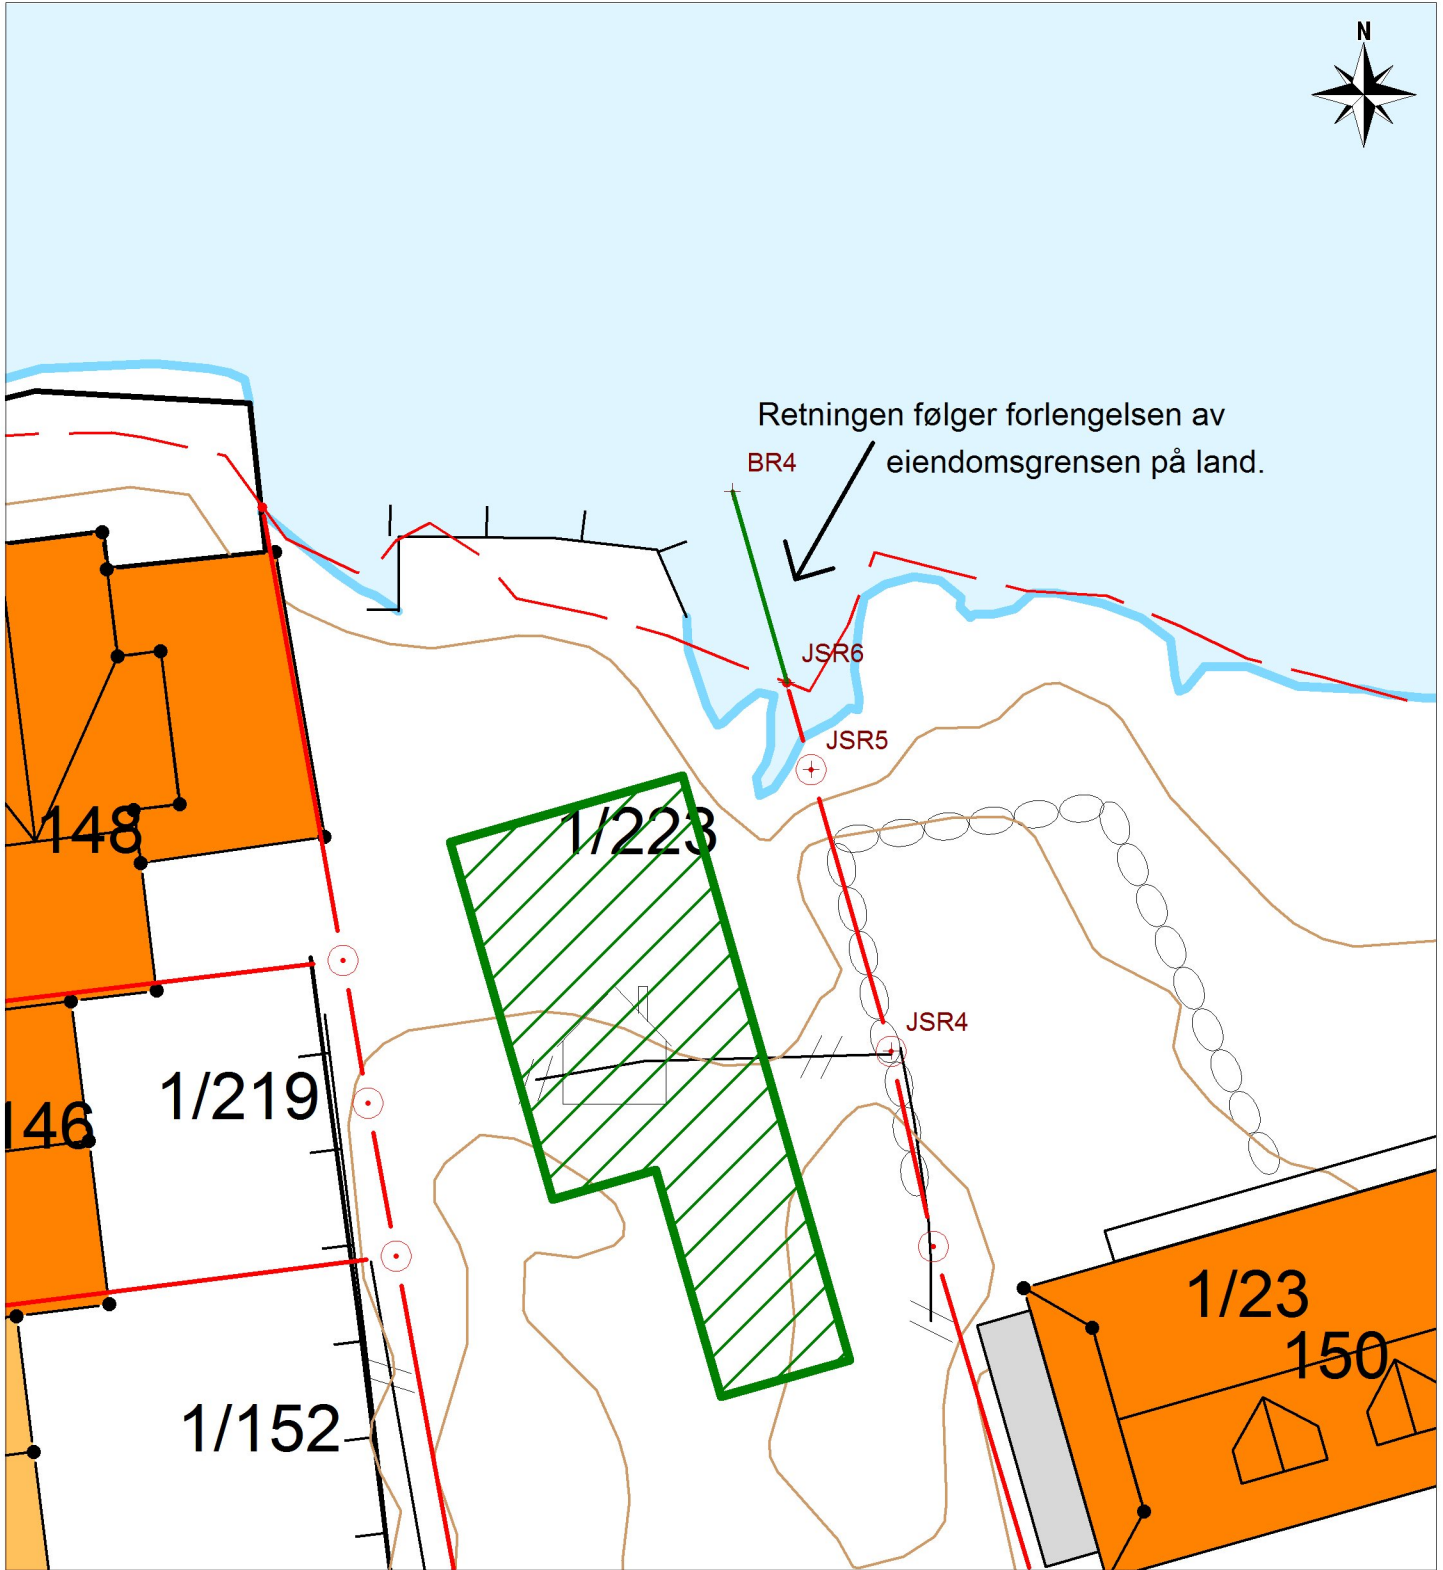 N
Retningen følger forlengelsen av
BR4
eiendomsgrensen på land.
JSR6
JSR5
1/223
148
JSR4
1/219
146
1/23
150
1/152